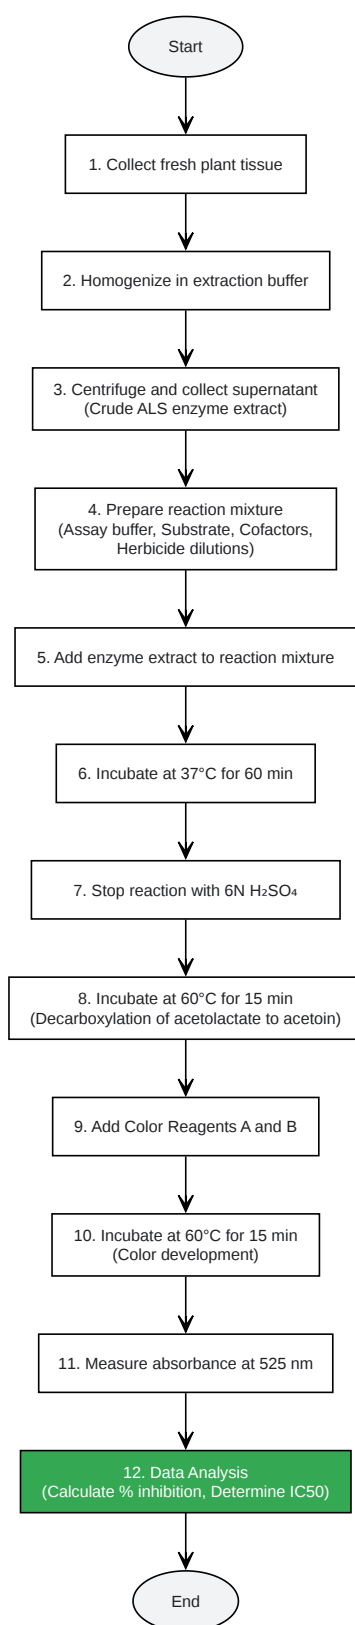 Start
1. Collect fresh plant tissue
2. Homogenize in extraction buffer
3. Centrifuge and collect supernatant
(Crude ALS enzyme extract)
4. Prepare reaction mixture
(Assay buffer, Substrate, Cofactors,
Herbicide dilutions)
5. Add enzyme extract to reaction mixture
6. Incubate at 37°C for 60 min
7. Stop reaction with 6N H₂SO₄
8. Incubate at 60°C for 15 min
(Decarboxylation of acetolactate to acetoin)
9. Add Color Reagents A and B
10. Incubate at 60°C for 15 min
(Color development)
11. Measure absorbance at 525 nm
12. Data Analysis
(Calculate % inhibition, Determine IC50)
End